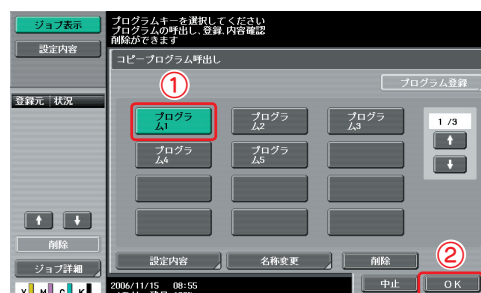 ジョブ表示
設定内容
登録元 状況
削除
ジョブ詳細
プログラムキーを選択してください
プログラムの呼出し、登録、内容確認
削除ができます
コピープログラム呼出し
①
プログラム登録
プログラ
ム1
プログラ
ム2
プログラ
ム3
1 /3
プログラ
ム4
プログラ
ム5
設定内容
名称変更
削除
②
2006/11/15 08:55
中止
OK
Y M C K